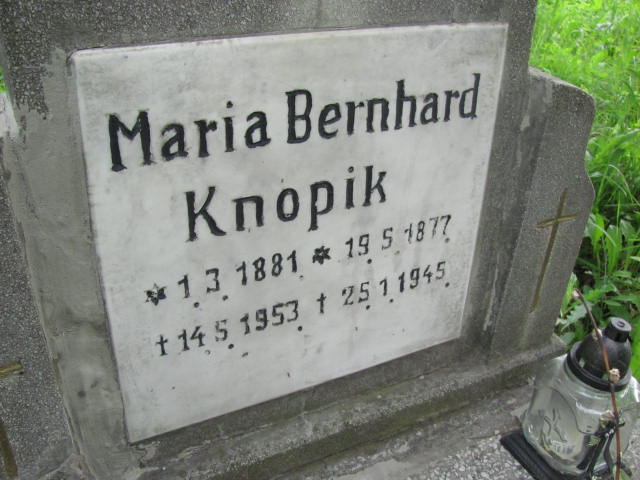 Maria Bernhard
Knopik
* 1.3.1881 * 19.5.1877.
† 14.5.1953. † 25.1.1945.